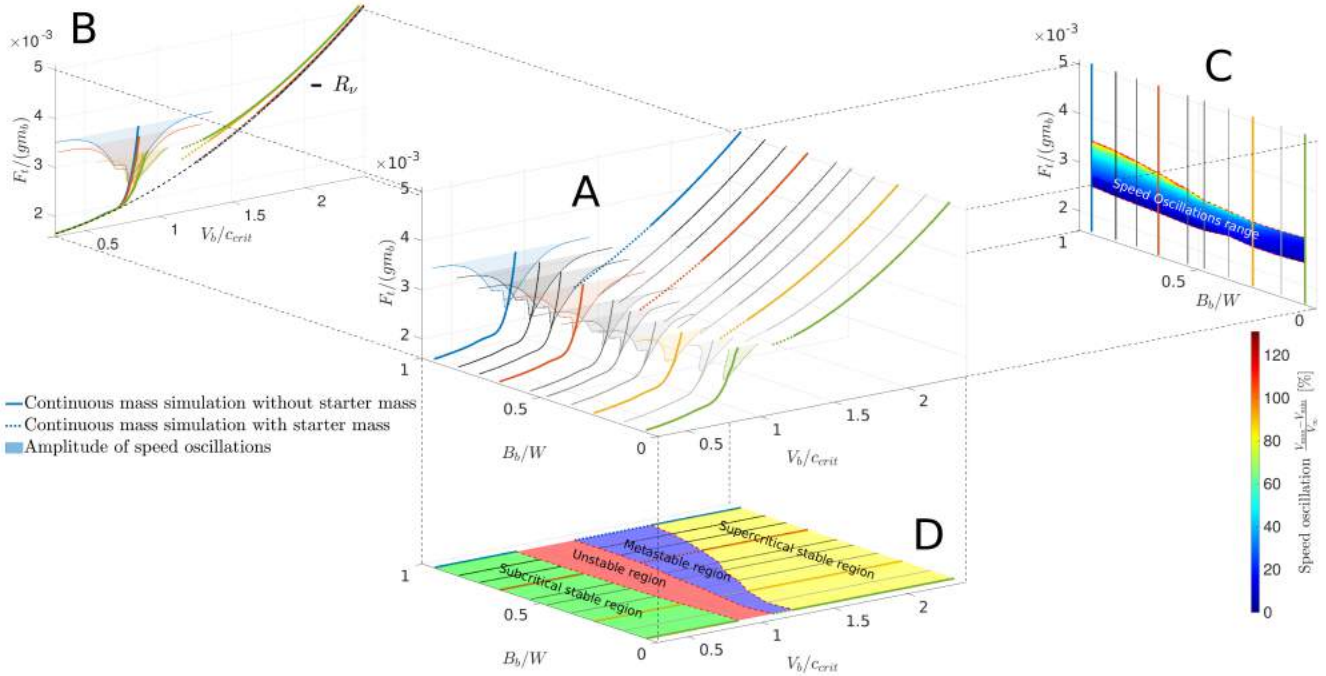 B
×10⁻³
5
4
3
2
F_t/(gm_b)
0.5
1
1.5
2
V_b/c_crit
R_ν
A
×10⁻³
5
4
3
2
F_t/(gm_b)
1
0.5
0
B_b/W
0.5
1
1.5
2
V_b/c_crit
C
×10⁻³
5
4
3
2
1
F_t/(gm_b)
Speed Oscillations range
0.5
0
B_b/W
Continuous mass simulation without starter mass
Continuous mass simulation with starter mass
Amplitude of speed oscillations
D
Supercritical stable region
Metastable region
Unstable region
Subcritical stable region
1
0.5
0
B_b/W
0.5
1
1.5
2
V_b/c_crit
120
100
80
60
40
20
0
Speed oscillation (V_max − V_min)/V_∞ [%]